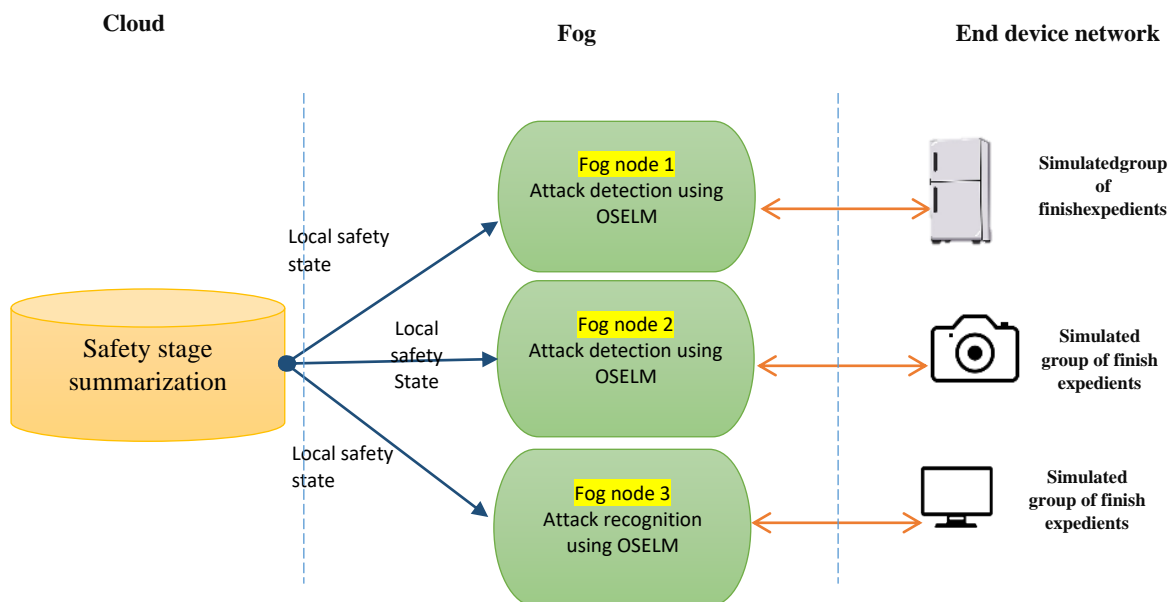 Cloud
Fog
End device network
Fog node 1
Attack detection using
OSELM
Simulatedgroup
of
finishexpedients
Local safety
state
Safety stage
summarization
Local
safety
State
Fog node 2
Attack detection using
OSELM
Simulated
group of finish
expedients
Local safety
state
Fog node 3
Attack recognition
using OSELM
Simulated
group of finish
expedients